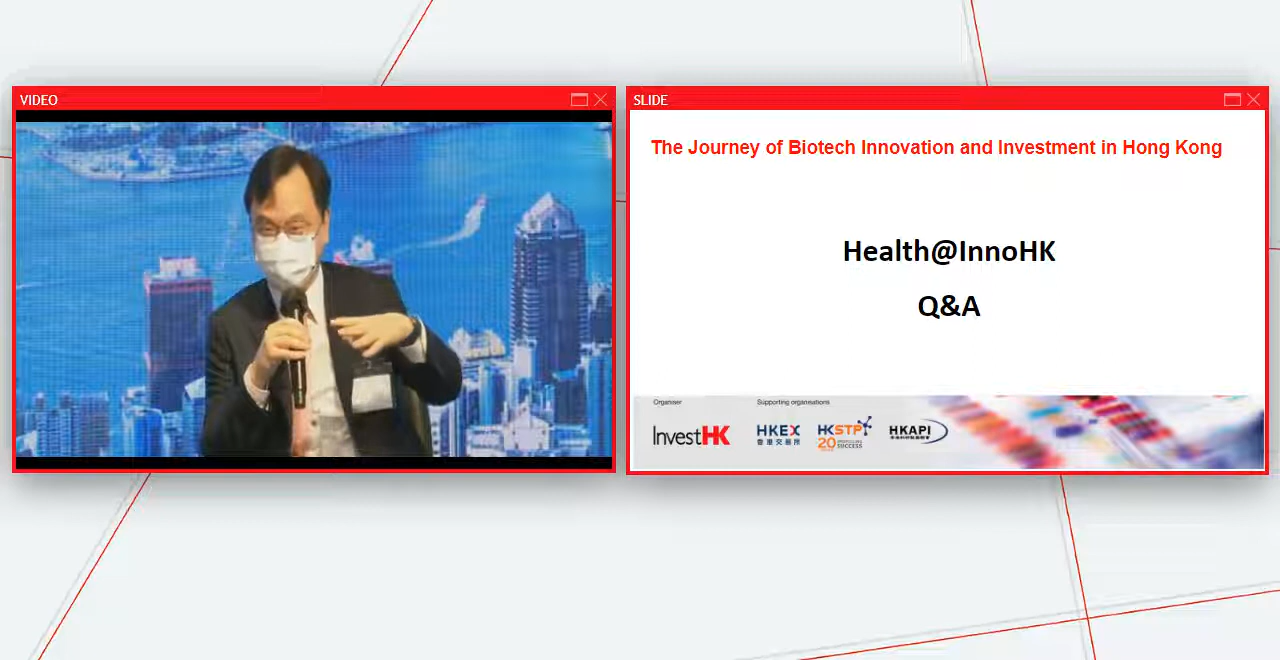 VIDEO
SLIDE
The Journey of Biotech Innovation and Investment in Hong Kong
Health@InnoHK
Q&A
Organiser
Supporting organisations
InvestHK
HKEX
香港交易所
HKSTP
20
SUCCESS
HKAPI